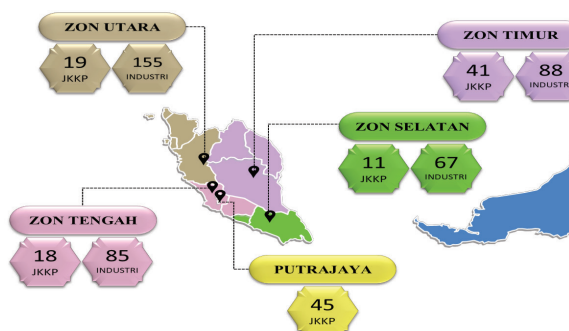 ZON UTARA
19
JKKP
155
INDUSTRI
ZON TIMUR
41
JKKP
88
INDUSTRI
ZON SELATAN
11
JKKP
67
INDUSTRI
ZON TENGAH
18
JKKP
85
INDUSTRI
PUTRAJAYA
45
JKKP